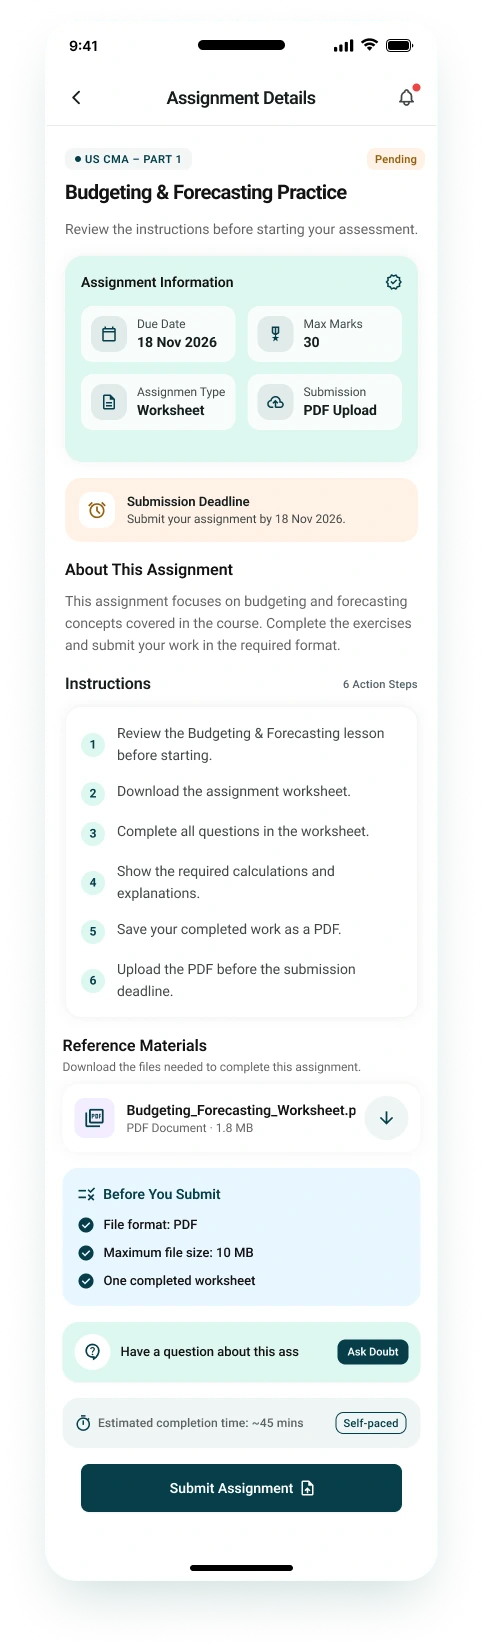 9:41
Assignment Details
US CMA – PART 1
Pending
Budgeting & Forecasting Practice
Review the instructions before starting your assessment.
Assignment Information
Due Date
18 Nov 2026
Max Marks
30
Assignmen Type
Worksheet
Submission
PDF Upload
Submission Deadline
Submit your assignment by 18 Nov 2026.
About This Assignment
This assignment focuses on budgeting and forecasting
concepts covered in the course. Complete the exercises
and submit your work in the required format.
Instructions
6 Action Steps
1 Review the Budgeting & Forecasting lesson
before starting.
2 Download the assignment worksheet.
3 Complete all questions in the worksheet.
4 Show the required calculations and
explanations.
5 Save your completed work as a PDF.
6 Upload the PDF before the submission
deadline.
Reference Materials
Download the files needed to complete this assignment.
PDF
Budgeting_Forecasting_Worksheet.p
PDF Document · 1.8 MB
Before You Submit
File format: PDF
Maximum file size: 10 MB
One completed worksheet
Have a question about this ass
Ask Doubt
Estimated completion time: ~45 mins
Self-paced
Submit Assignment